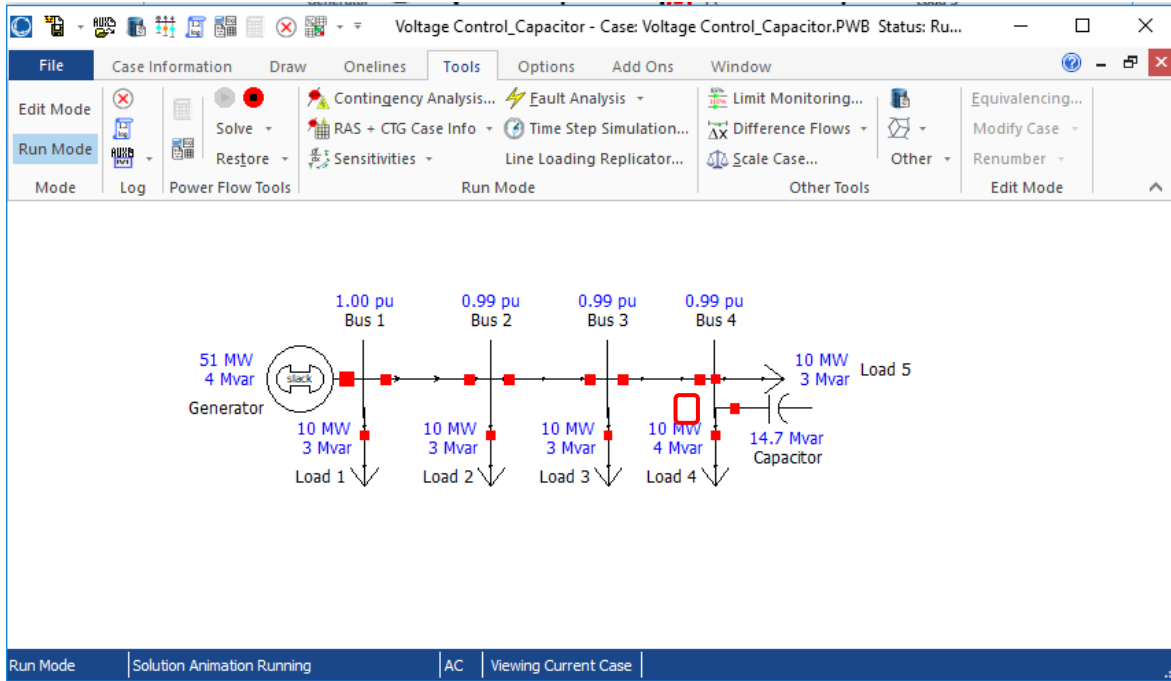 Voltage Control_Capacitor - Case: Voltage Control_Capacitor.PWB Status: Ru...
File Case Information Draw Onelines Tools Options Add Ons Window
Edit Mode
Run Mode
Mode
Log
Log
AUXB
Solve
Restore
Power Flow Tools
Contingency Analysis...
RAS + CTG Case Info
Sensitivities
Fault Analysis
Time Step Simulation...
Line Loading Replicator...
Run Mode
Limit Monitoring...
Difference Flows
Scale Case...
Other
Other Tools
Equivalencing...
Modify Case
Renumber
Edit Mode
1.00 pu
Bus 1
0.99 pu
Bus 2
0.99 pu
Bus 3
0.99 pu
Bus 4
51 MW
4 Mvar
slack
Generator
10 MW
3 Mvar
Load 5
10 MW
3 Mvar
Load 1
10 MW
3 Mvar
Load 2
10 MW
3 Mvar
Load 3
10 MW
4 Mvar
Load 4
14.7 Mvar
Capacitor
Run Mode Solution Animation Running AC Viewing Current Case